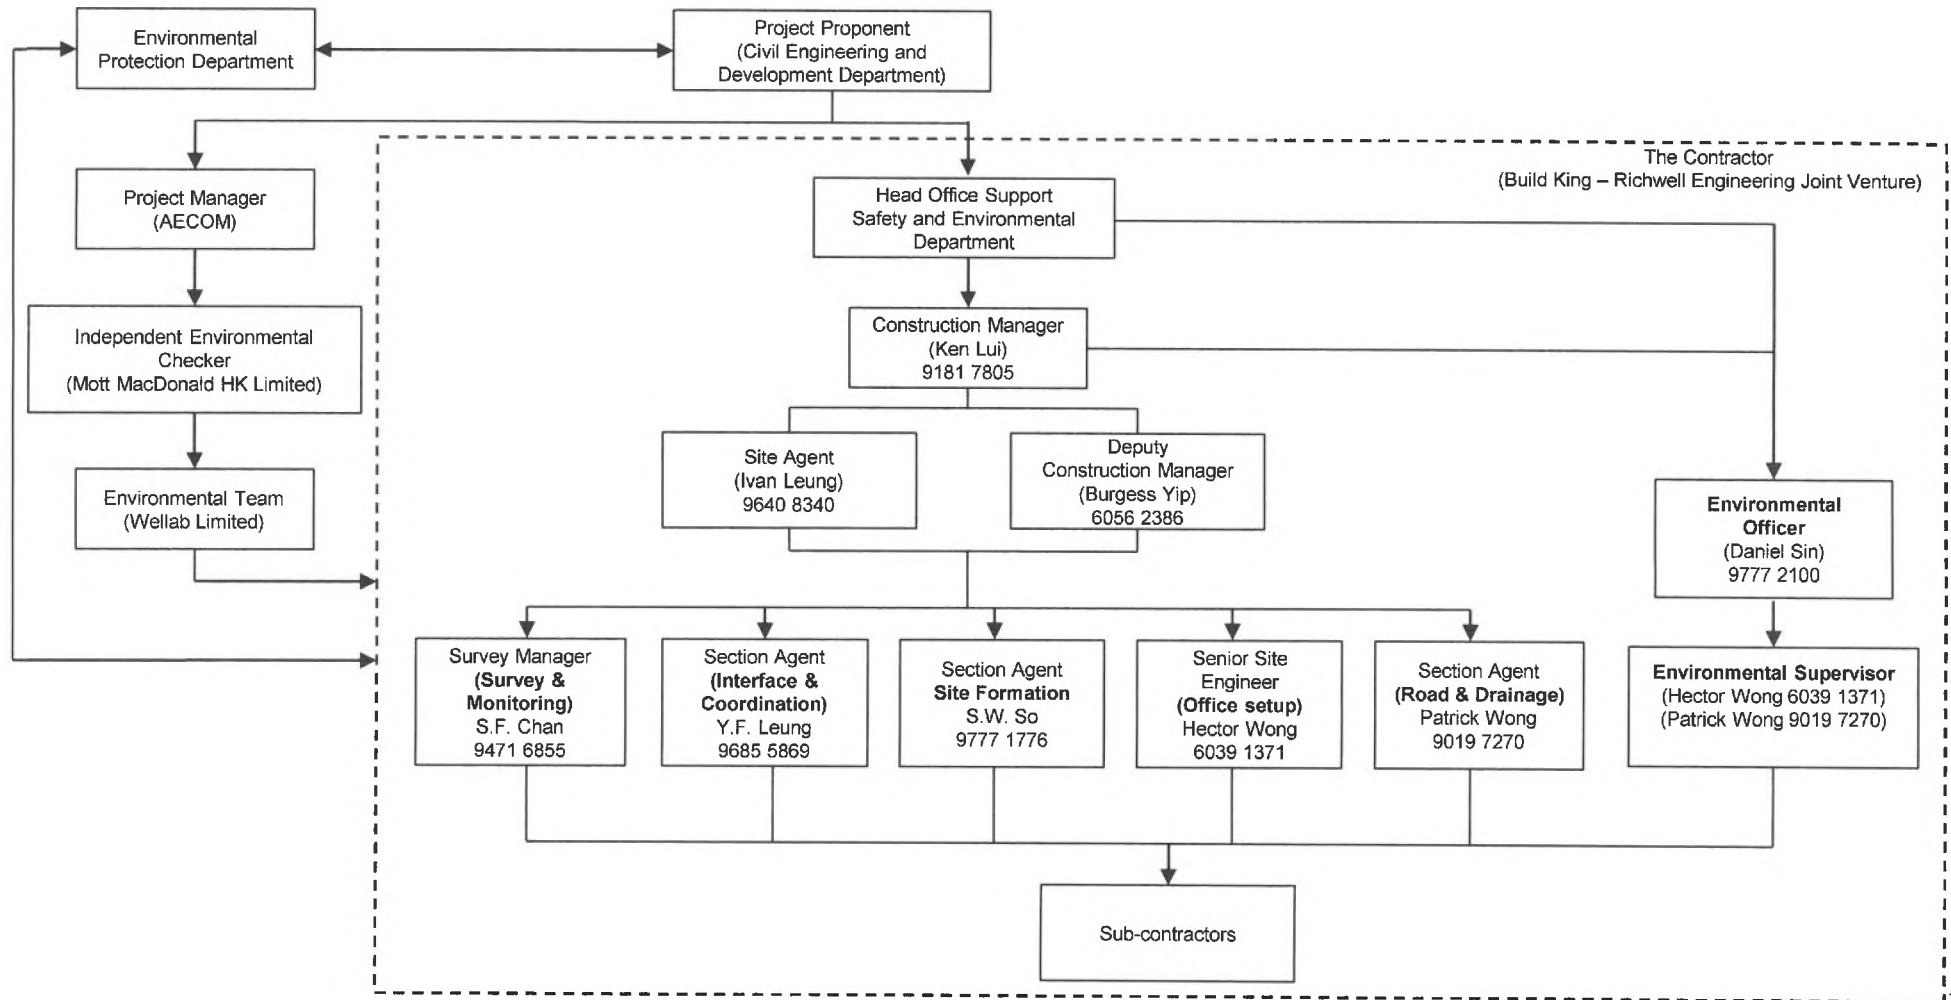 Environmental
Protection Department
Project Proponent
(Civil Engineering and
Development Department)
The Contractor
(Build King – Richwell Engineering Joint Venture)
Project Manager
(AECOM)
Head Office Support
Safety and Environmental
Department
Independent Environmental
Checker
(Mott MacDonald HK Limited)
Construction Manager
(Ken Lui)
9181 7805
Site Agent
(Ivan Leung)
9640 8340
Deputy
Construction Manager
(Burgess Yip)
6056 2386
Environmental Team
(Wellab Limited)
Environmental
Officer
(Daniel Sin)
9777 2100
Survey Manager
(Survey &
Monitoring)
S.F. Chan
9471 6855
Section Agent
(Interface &
Coordination)
Y.F. Leung
9685 5869
Section Agent
Site Formation
S.W. So
9777 1776
Senior Site
Engineer
(Office setup)
Hector Wong
6039 1371
Section Agent
(Road & Drainage)
Patrick Wong
9019 7270
Environmental Supervisor
(Hector Wong 6039 1371)
(Patrick Wong 9019 7270)
Sub-contractors